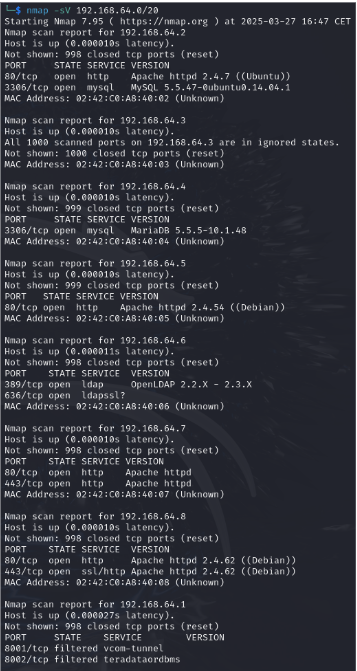 └─$ nmap -sV 192.168.64.0/20
Starting Nmap 7.95 ( https://nmap.org ) at 2025-03-27 16:47 CET
Nmap scan report for 192.168.64.2
Host is up (0.000010s latency).
Not shown: 998 closed tcp ports (reset)
PORT     STATE SERVICE VERSION
80/tcp   open  http    Apache httpd 2.4.7 ((Ubuntu))
3306/tcp open  mysql   MySQL 5.5.47-0ubuntu0.14.04.1
MAC Address: 02:42:C0:A8:40:02 (Unknown)

Nmap scan report for 192.168.64.3
Host is up (0.000010s latency).
All 1000 scanned ports on 192.168.64.3 are in ignored states.
Not shown: 1000 closed tcp ports (reset)
MAC Address: 02:42:C0:A8:40:03 (Unknown)

Nmap scan report for 192.168.64.4
Host is up (0.000010s latency).
Not shown: 999 closed tcp ports (reset)
PORT     STATE SERVICE VERSION
3306/tcp open  mysql   MariaDB 5.5.5-10.1.48
MAC Address: 02:42:C0:A8:40:04 (Unknown)

Nmap scan report for 192.168.64.5
Host is up (0.000010s latency).
Not shown: 999 closed tcp ports (reset)
PORT   STATE SERVICE VERSION
80/tcp open  http    Apache httpd 2.4.54 ((Debian))
MAC Address: 02:42:C0:A8:40:05 (Unknown)

Nmap scan report for 192.168.64.6
Host is up (0.000011s latency).
Not shown: 998 closed tcp ports (reset)
PORT    STATE SERVICE  VERSION
389/tcp open  ldap     OpenLDAP 2.2.X - 2.3.X
636/tcp open  ldapssl?
MAC Address: 02:42:C0:A8:40:06 (Unknown)

Nmap scan report for 192.168.64.7
Host is up (0.000010s latency).
Not shown: 998 closed tcp ports (reset)
PORT    STATE SERVICE VERSION
80/tcp  open  http    Apache httpd
443/tcp open  http    Apache httpd
MAC Address: 02:42:C0:A8:40:07 (Unknown)

Nmap scan report for 192.168.64.8
Host is up (0.000010s latency).
Not shown: 998 closed tcp ports (reset)
PORT    STATE SERVICE  VERSION
80/tcp  open  http     Apache httpd 2.4.62 ((Debian))
443/tcp open  ssl/http Apache httpd 2.4.62 ((Debian))
MAC Address: 02:42:C0:A8:40:08 (Unknown)

Nmap scan report for 192.168.64.1
Host is up (0.000027s latency).
Not shown: 998 closed tcp ports (reset)
PORT     STATE    SERVICE        VERSION
8001/tcp filtered vcom-tunnel
8002/tcp filtered teradataordbms